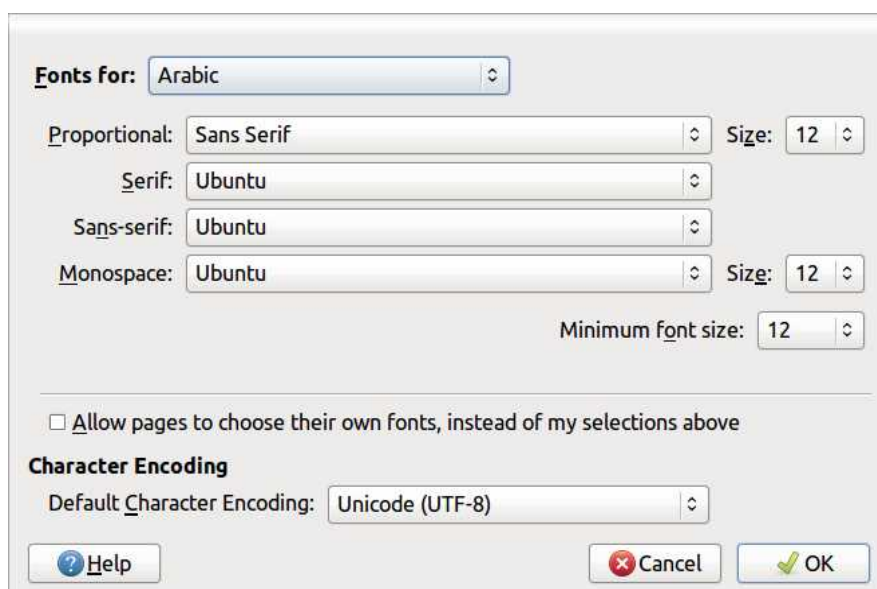 Fonts for: Arabic
Proportional: Sans Serif Size: 12
Serif: Ubuntu
Sans-serif: Ubuntu
Monospace: Ubuntu Size: 12
Minimum font size: 12
Allow pages to choose their own fonts, instead of my selections above
Character Encoding
Default Character Encoding: Unicode (UTF-8)
Help Cancel OK